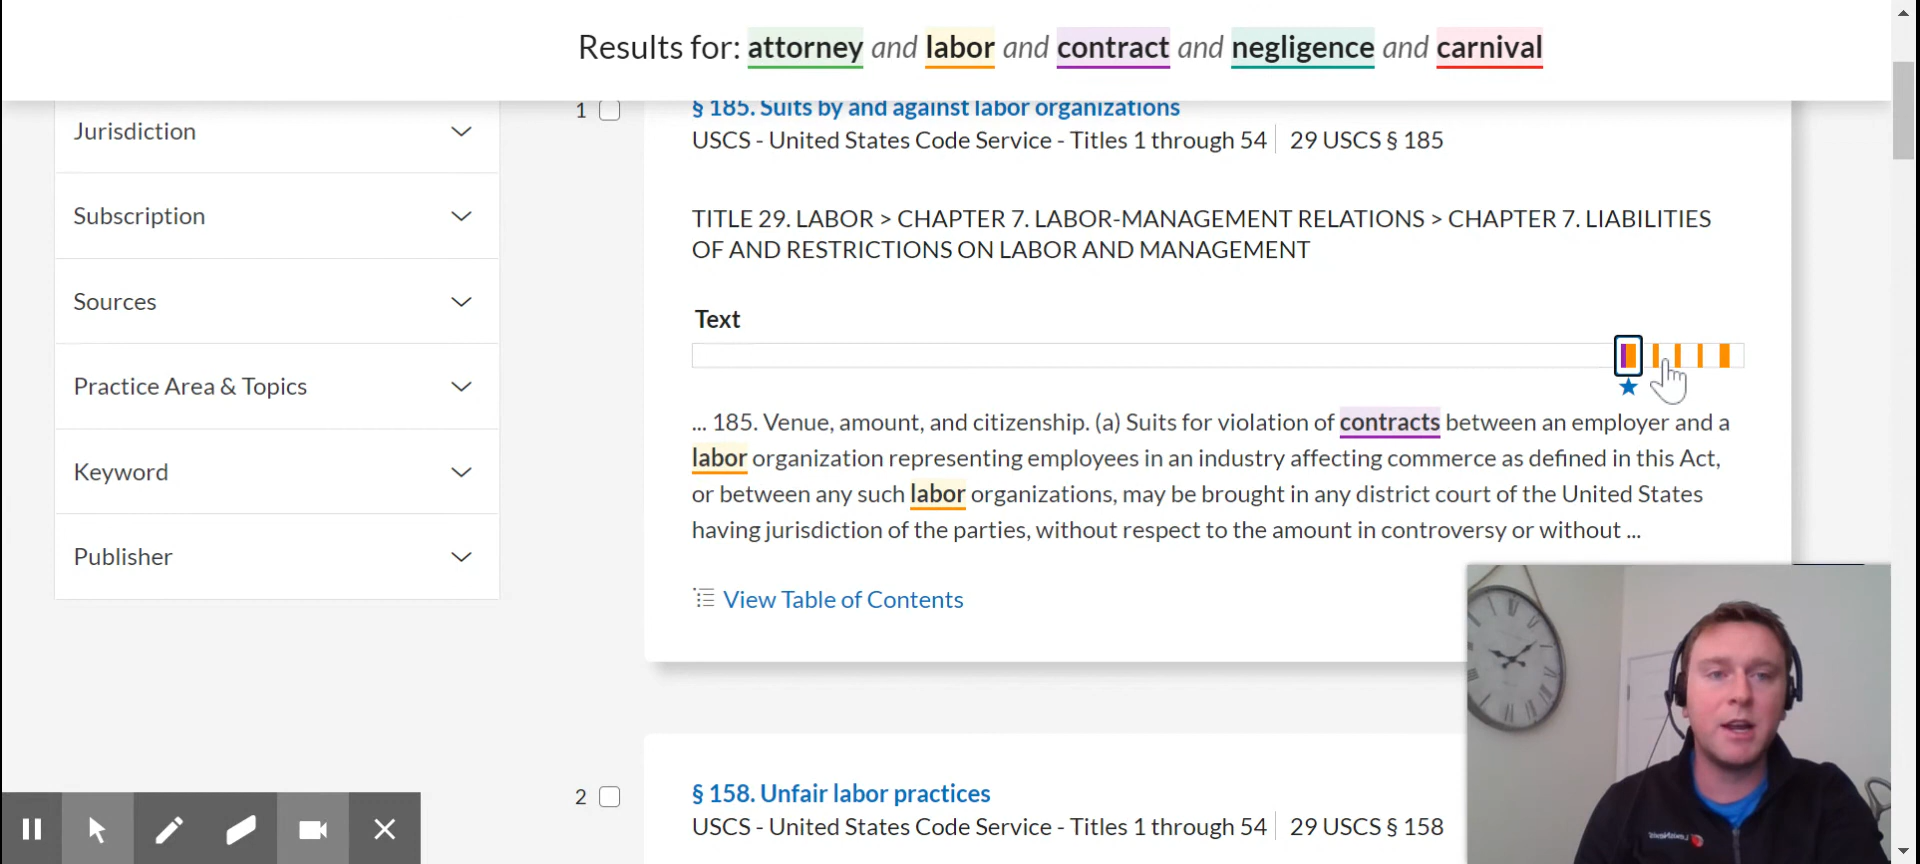 Results for: attorney and labor and contract and negligence and carnival
Jurisdiction
Subscription
Sources
Practice Area & Topics
Keyword
Publisher
1
§ 185. Suits by and against labor organizations
USCS - United States Code Service - Titles 1 through 54 29 USCS § 185
TITLE 29. LABOR > CHAPTER 7. LABOR-MANAGEMENT RELATIONS > CHAPTER 7. LIABILITIES
OF AND RESTRICTIONS ON LABOR AND MANAGEMENT
Text
... 185. Venue, amount, and citizenship. (a) Suits for violation of contracts between an employer and a
labor organization representing employees in an industry affecting commerce as defined in this Act,
or between any such labor organizations, may be brought in any district court of the United States
having jurisdiction of the parties, without respect to the amount in controversy or without ...
View Table of Contents
2
§ 158. Unfair labor practices
USCS - United States Code Service - Titles 1 through 54 29 USCS § 158